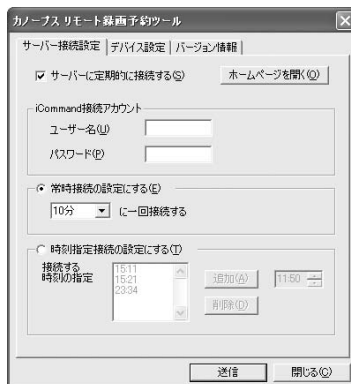 カノープス リモート録画予約ツール
サーバー接続設定 デバイス設定 バージョン情報
サーバーに定期的に接続する(S) ホームページを開く(O)
iCommand接続アカウント
ユーザー名(U)
パスワード(P)
常時接続の設定にする(E)
10分 に一回接続する
時刻指定接続の設定にする(T)
接続する
時刻の指定
15:11
15:21
23:34
追加(A) 11:50
削除(D)
送信 閉じる(C)